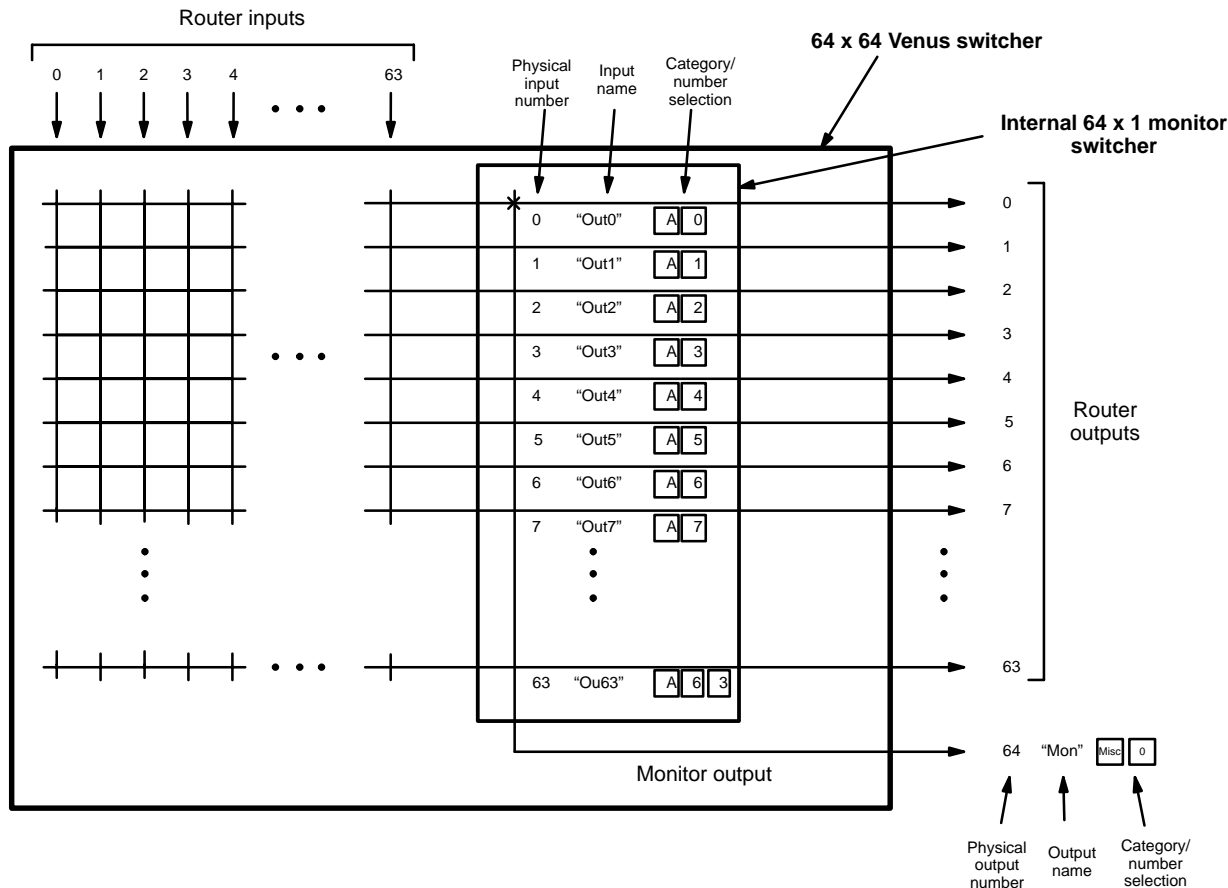 Router inputs
0 1 2 3 4 63
64 x 64 Venus switcher
Physical
input
number
Input
name
Category/
number
selection
Internal 64 x 1 monitor
switcher
0 “Out0” A 0
1 “Out1” A 1
2 “Out2” A 2
3 “Out3” A 3
4 “Out4” A 4
5 “Out5” A 5
6 “Out6” A 6
7 “Out7” A 7
63 “Ou63” A 6 3
0
1
2
3
4
5
6
7
63
Router
outputs
Monitor output
64 “Mon” Misc 0
Physical
output
number
Output
name
Category/
number
selection